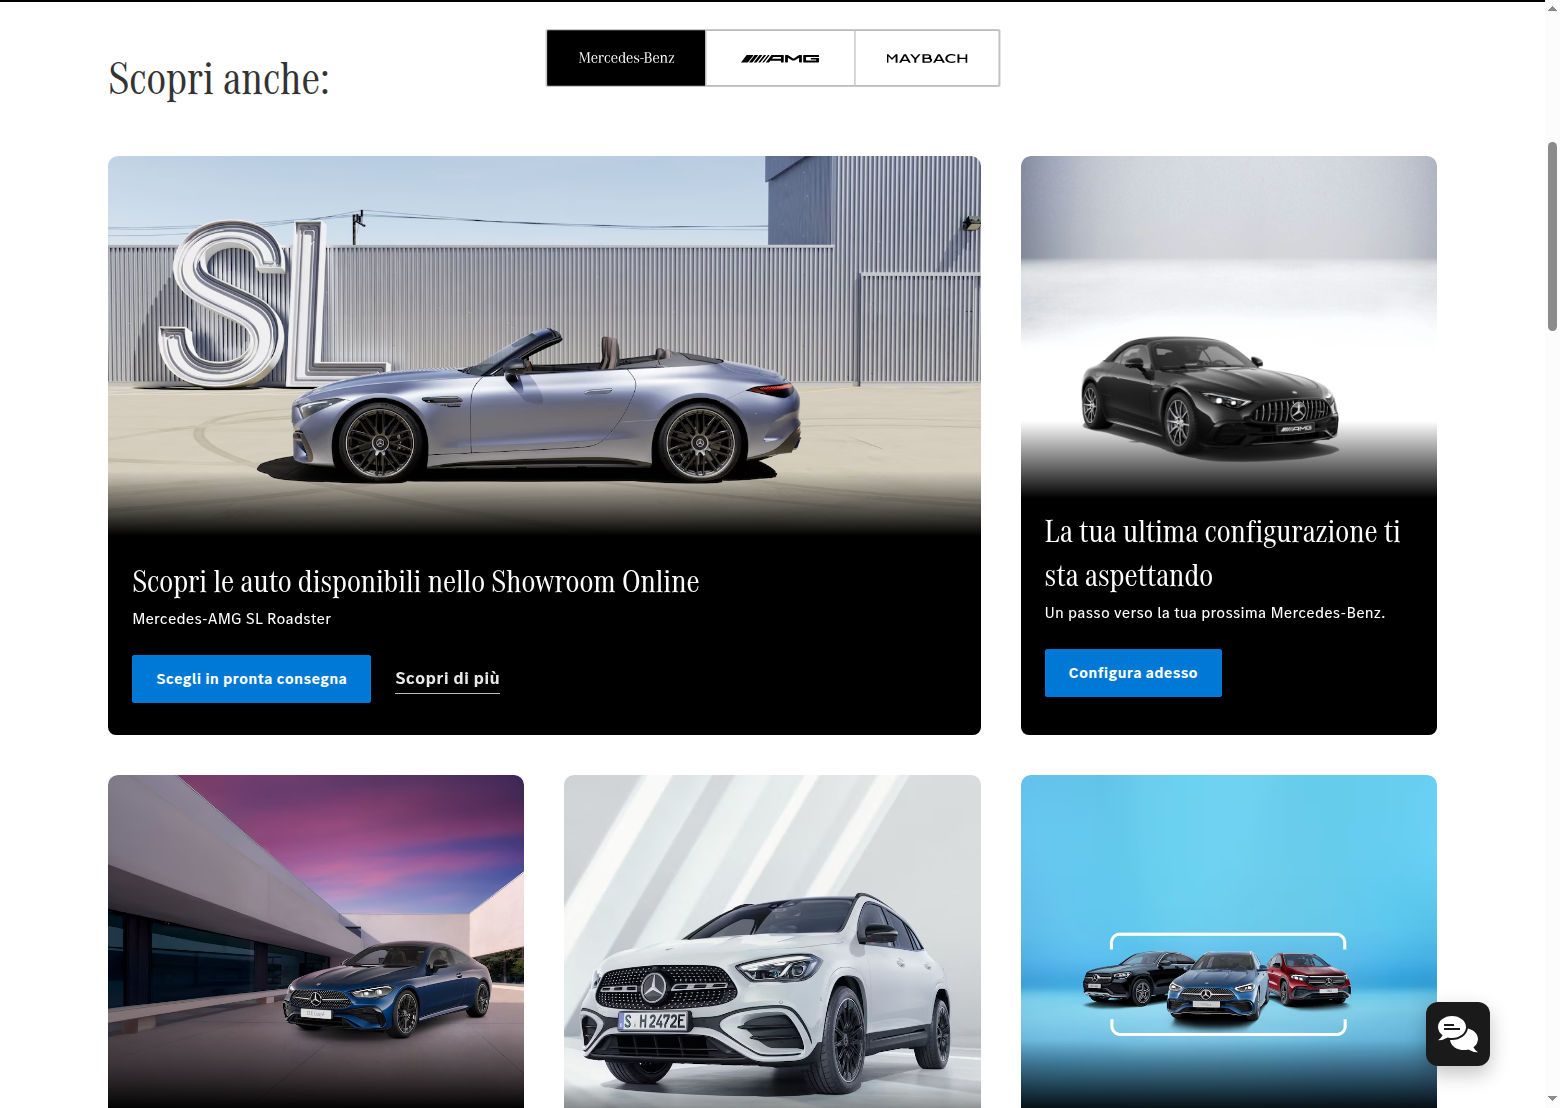 Mercedes-Benz
AMG
MAYBACH
Scopri anche:
SL
AMG
Scopri le auto disponibili nello Showroom Online
Mercedes-AMG SL Roadster
Scegli in pronta consegna
Scopri di più
La tua ultima configurazione ti
sta aspettando
Un passo verso la tua prossima Mercedes-Benz.
Configura adesso
S H 2472E